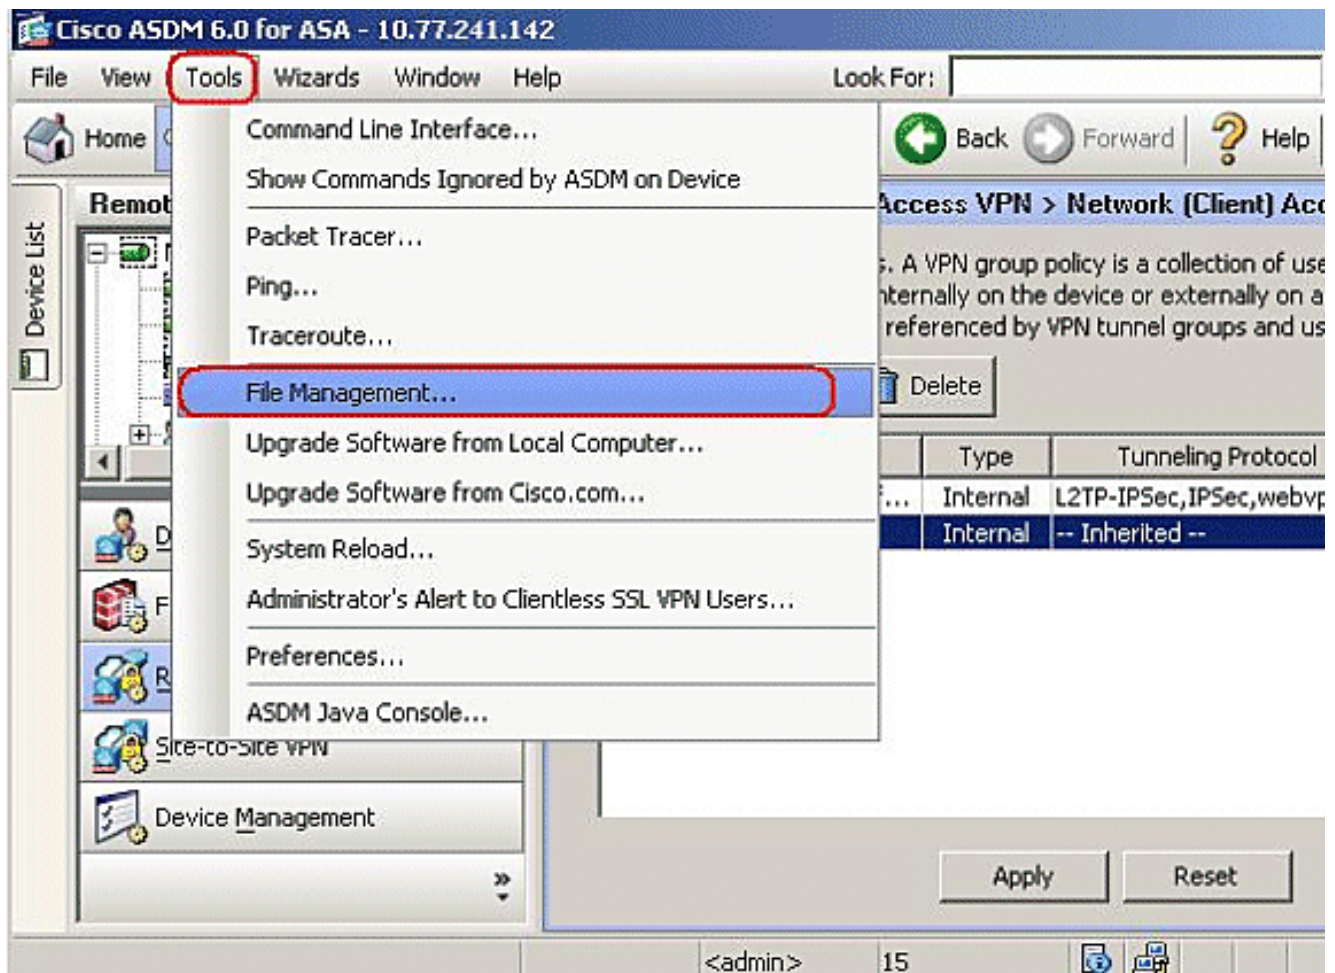 Cisco ASDM 6.0 for ASA - 10.77.241.142
File View Tools Wizards Window Help Look For:
Home Back Forward Help
Command Line Interface...
Show Commands Ignored by ASDM on Device
Packet Tracer...
Ping...
Traceroute...
File Management...
Upgrade Software from Local Computer...
Upgrade Software from Cisco.com...
System Reload...
Administrator's Alert to Clientless SSL VPN Users...
Preferences...
ASDM Java Console...
Device List
Remot
Site-to-Site VPN
Device Management
Access VPN > Network (Client) Acc
s. A VPN group policy is a collection of use
nternally on the device or externally on a
referenced by VPN tunnel groups and us
Delete
Type Tunneling Protocol
Internal L2TP-IPSec,IPSec,webvp
Internal -- Inherited --
Apply Reset
<admin> 15